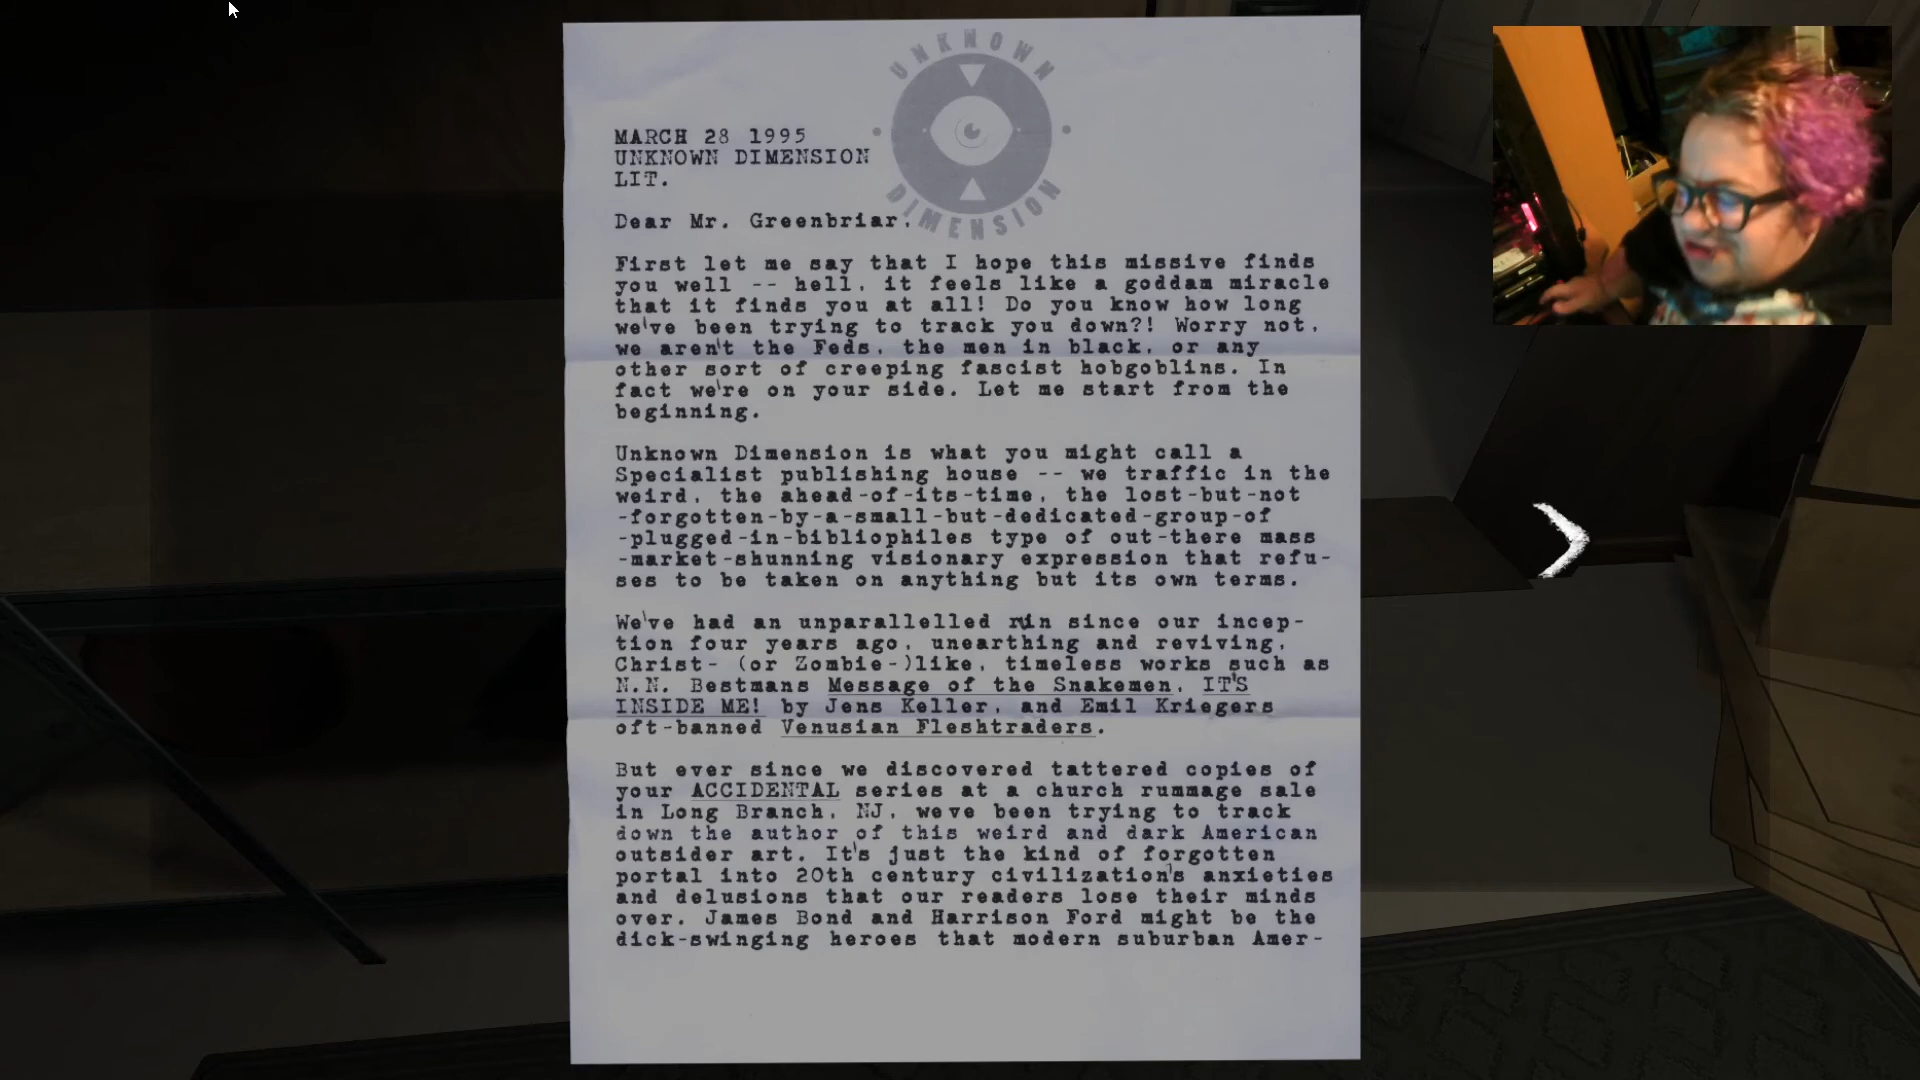 UNKNOWN
MARCH 28 1995
UNKNOWN DIMENSION
LIT.
DIMENSION
Dear Mr. Greenbriar,
First let me say that I hope this missive finds
you well -- hell, it feels like a goddam miracle
that it finds you at all! Do you know how long
we've been trying to track you down?! Worry not,
we aren't the Feds, the men in black, or any
other sort of creeping fascist hobgoblins. In
fact we're on your side. Let me start from the
beginning.
Unknown Dimension is what you might call a
Specialist publishing house -- we traffic in the
weird, the ahead-of-its-time, the lost-but-not
-forgotten-by-a-small-but-dedicated-group-of
-plugged-in-bibliophiles type of out-there mass
-market-shunning visionary expression that refu-
ses to be taken on anything but its own terms.
We've had an unparallelled run since our incep-
tion four years ago, unearthing and reviving,
Christ- (or Zombie-)like, timeless works such as
N.N. Bestmans Message of the Snakemen, IT'S
INSIDE ME! by Jens Keller, and Emil Kriegers
oft-banned Venusian Fleshtraders.
But ever since we discovered tattered copies of
your ACCIDENTAL series at a church rummage sale
in Long Branch, NJ, weve been trying to track
down the author of this weird and dark American
outsider art. It's just the kind of forgotten
portal into 20th century civilization's anxieties
and delusions that our readers lose their minds
over. James Bond and Harrison Ford might be the
dick-swinging heroes that modern suburban Amer-